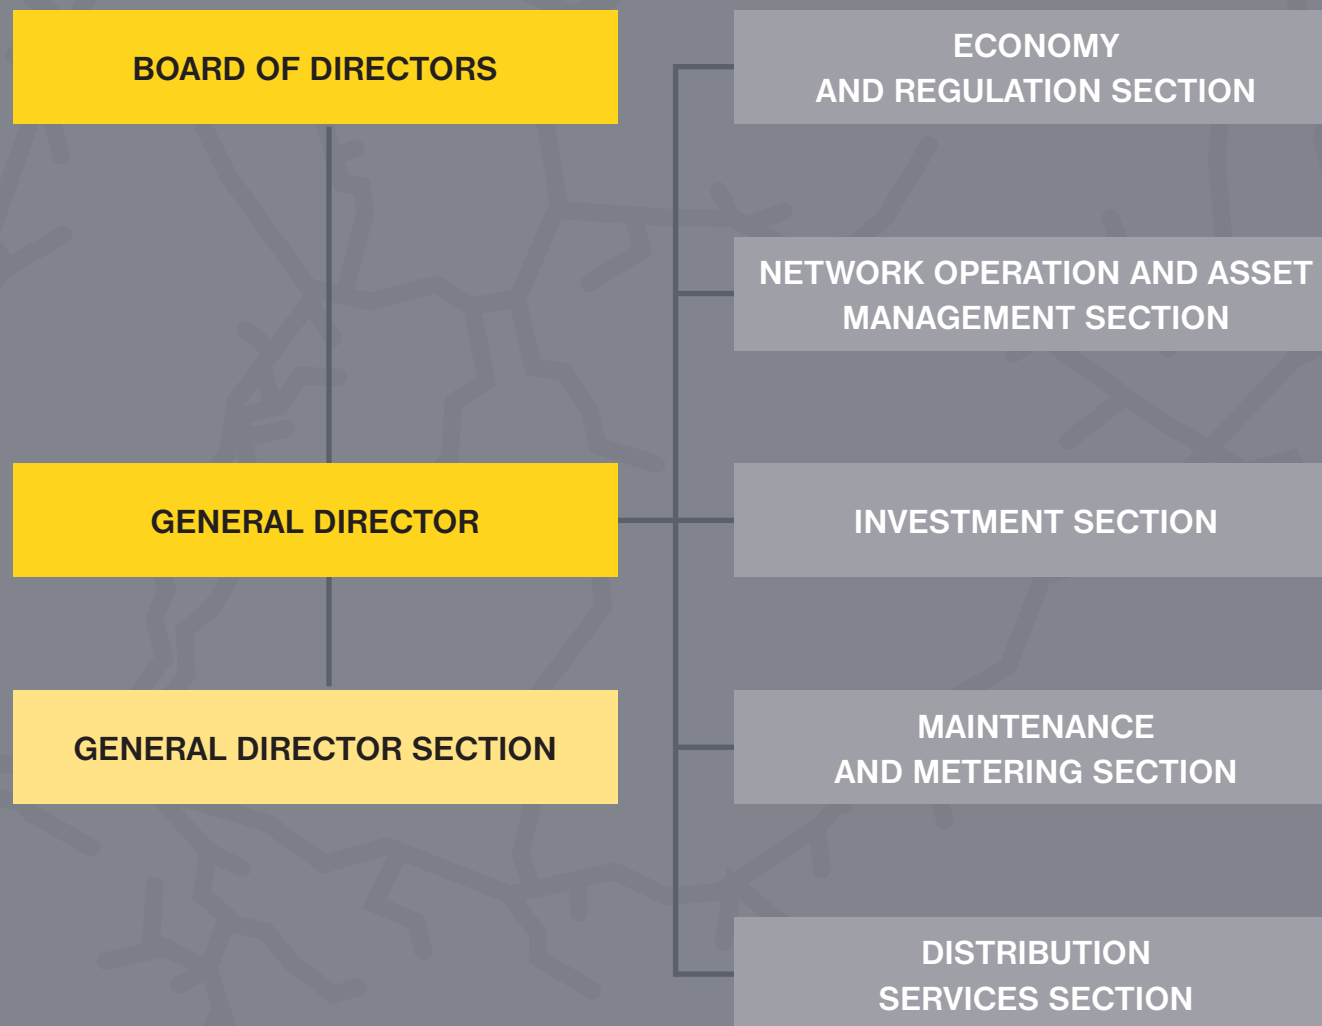 BOARD OF DIRECTORS
GENERAL DIRECTOR
GENERAL DIRECTOR SECTION
ECONOMY
AND REGULATION SECTION
NETWORK OPERATION AND ASSET
MANAGEMENT SECTION
INVESTMENT SECTION
MAINTENANCE
AND METERING SECTION
DISTRIBUTION
SERVICES SECTION